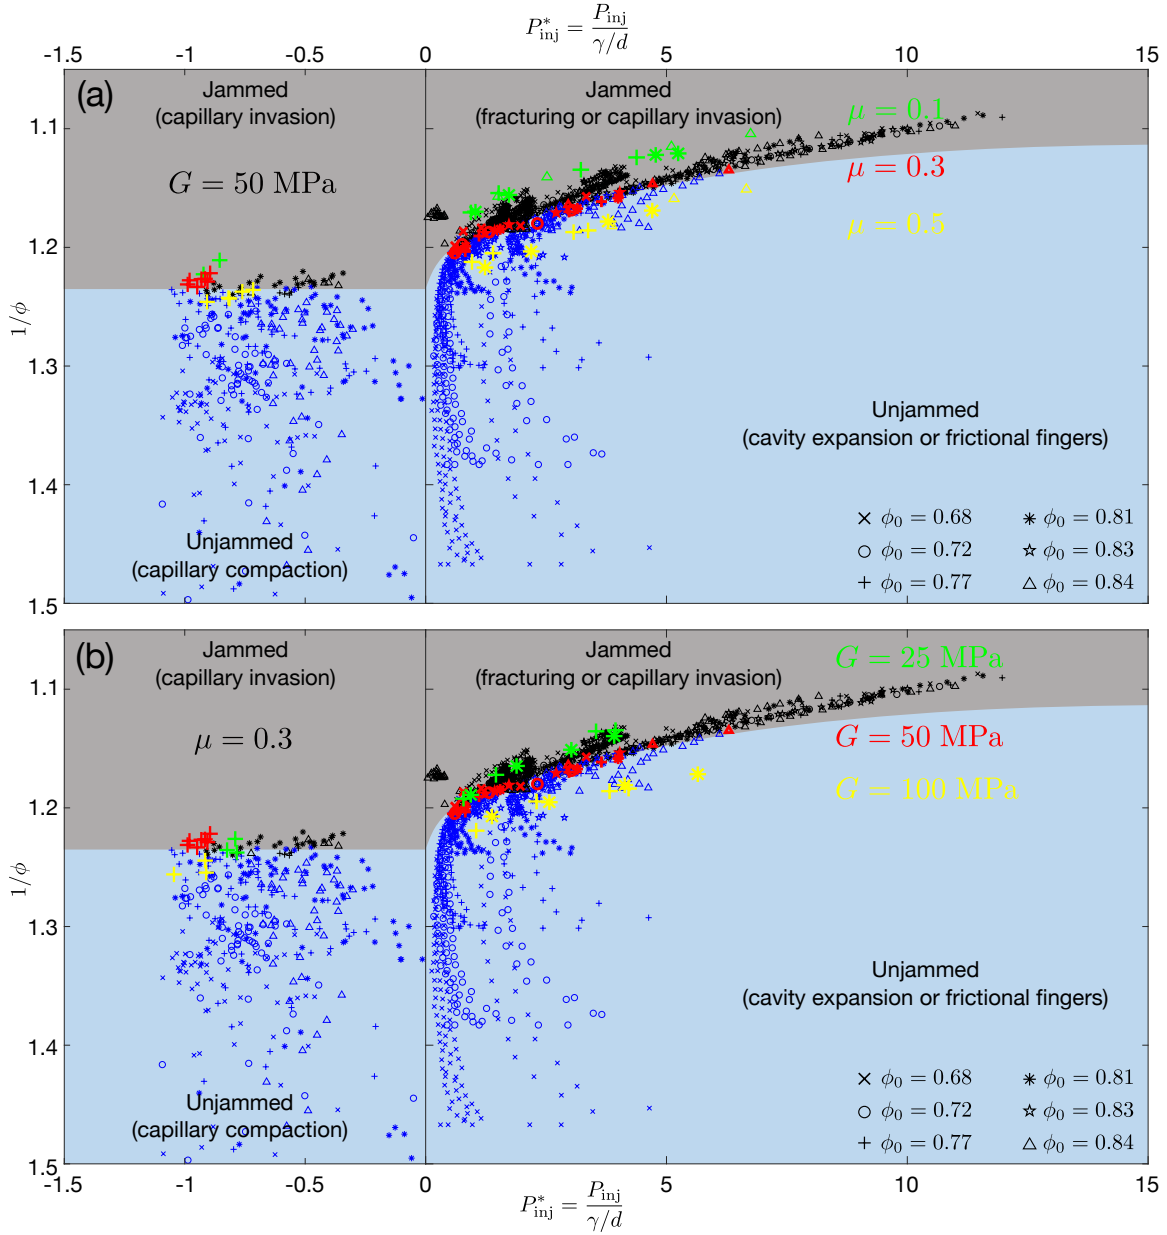 P*inj = Pinj / γ/d
-1.5 -1 -0.5 0 5 10 15
(a)
Jammed
(capillary invasion)
Jammed
(fracturing or capillary invasion)
μ = 0.1
G = 50 MPa
μ = 0.3
μ = 0.5
1.1
1.2
1.3
1.4
1.5
1/φ
Unjammed
(cavity expansion or frictional fingers)
Unjammed
(capillary compaction)
× φ0 = 0.68 ∗ φ0 = 0.81
○ φ0 = 0.72 ☆ φ0 = 0.83
+ φ0 = 0.77 △ φ0 = 0.84
(b)
Jammed
(capillary invasion)
Jammed
(fracturing or capillary invasion)
G = 25 MPa
μ = 0.3
G = 50 MPa
G = 100 MPa
1.1
1.2
1.3
1.4
1.5
1/φ
Unjammed
(cavity expansion or frictional fingers)
Unjammed
(capillary compaction)
× φ0 = 0.68 ∗ φ0 = 0.81
○ φ0 = 0.72 ☆ φ0 = 0.83
+ φ0 = 0.77 △ φ0 = 0.84
-1.5 -1 -0.5 0 5 10 15
P*inj = Pinj / γ/d